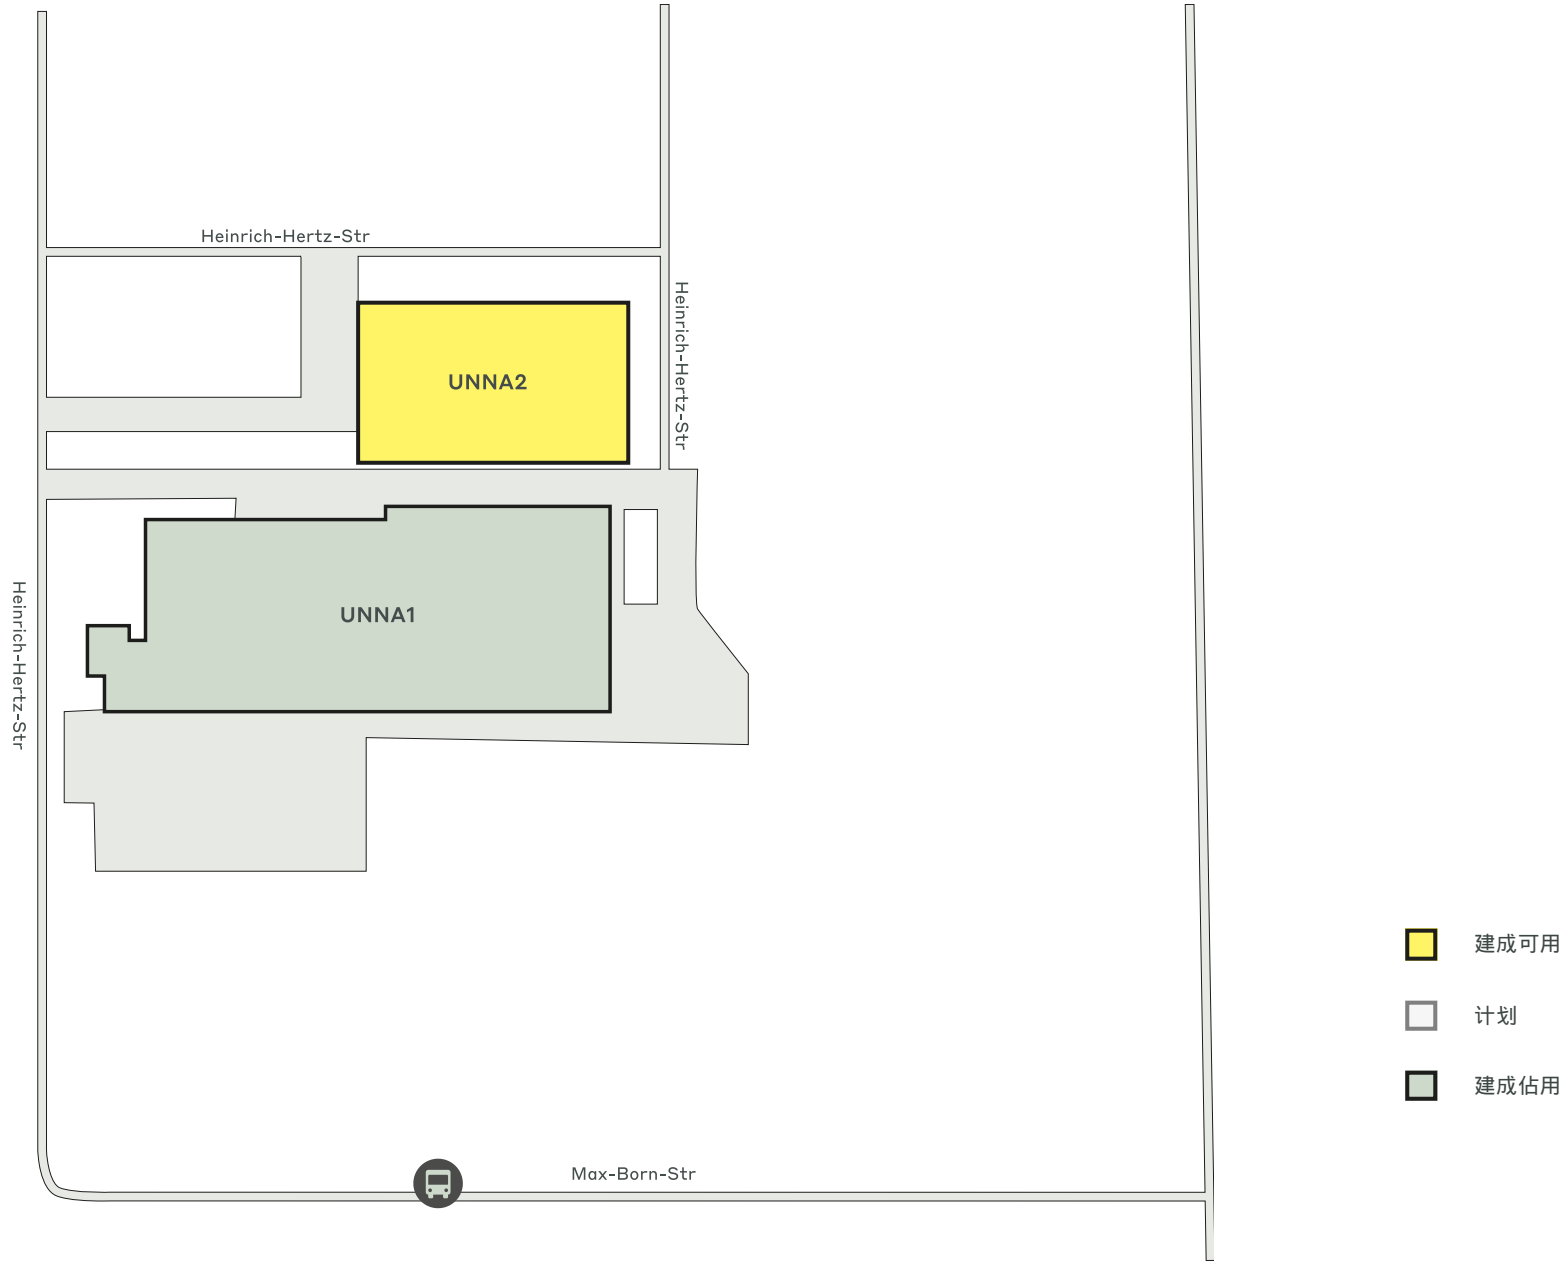 Heinrich-Hertz-Str
Heinrich-Hertz-Str
UNNA2
Heinrich-Hertz-Str
UNNA1
建成可用
计划
建成佔用
Max-Born-Str